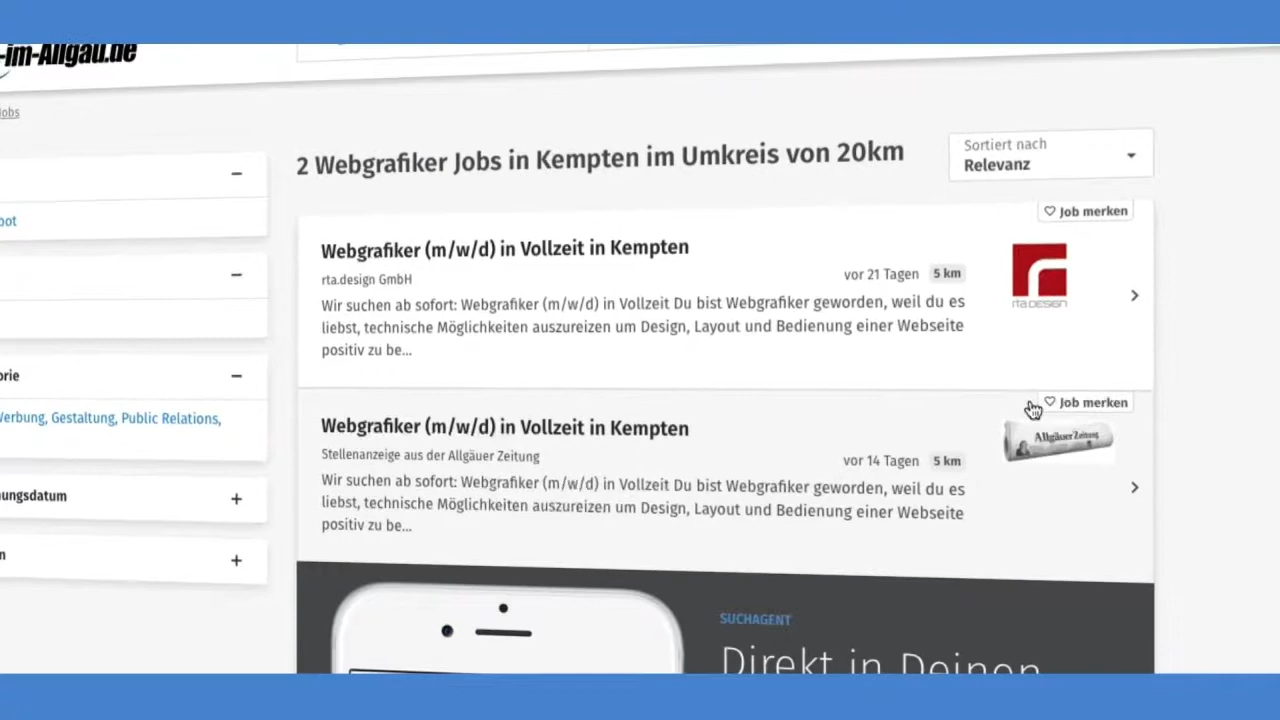 -im-Allgäu.de
Jobs
2 Webgrafiker Jobs in Kempten im Umkreis von 20km
Sortiert nach
Relevanz
Job merken
Webgrafiker (m/w/d) in Vollzeit in Kempten
rta.design GmbH
vor 21 Tagen 5 km
rta.DESIGN
Wir suchen ab sofort: Webgrafiker (m/w/d) in Vollzeit Du bist Webgrafiker geworden, weil du es
liebst, technische Möglichkeiten auszureizen um Design, Layout und Bedienung einer Webseite
positiv zu be...
orie
Werbung, Gestaltung, Public Relations,
Job merken
Webgrafiker (m/w/d) in Vollzeit in Kempten
Allgäuer Zeitung
Stellenanzeige aus der Allgäuer Zeitung
vor 14 Tagen 5 km
Wir suchen ab sofort: Webgrafiker (m/w/d) in Vollzeit Du bist Webgrafiker geworden, weil du es
liebst, technische Möglichkeiten auszureizen um Design, Layout und Bedienung einer Webseite
positiv zu be...
ungsdatum
SUCHAGENT
Direkt in Deinen